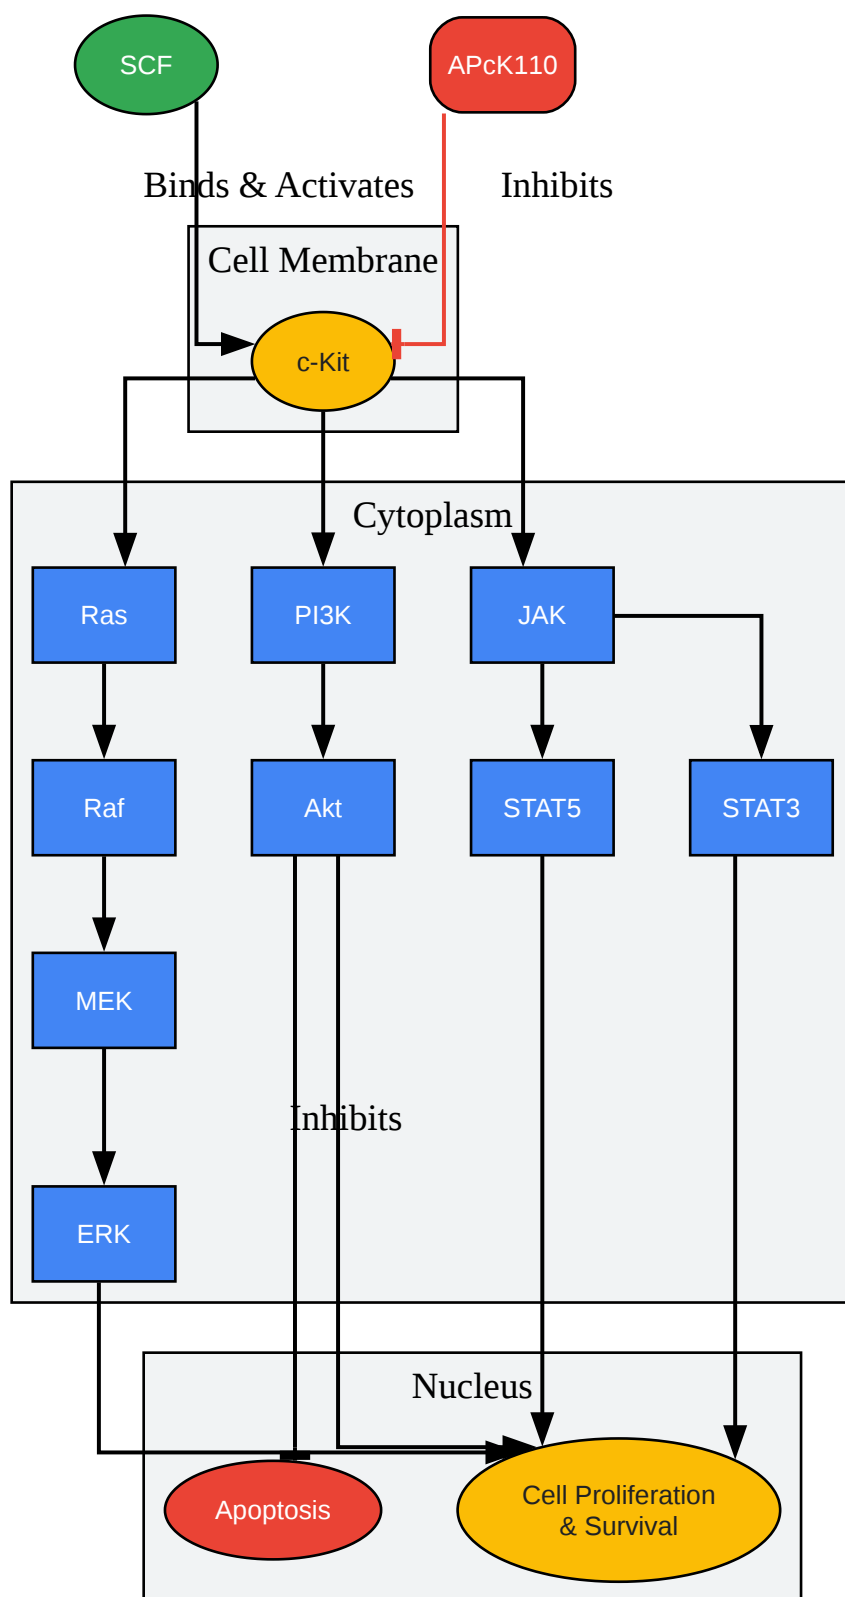 SCF
APcK110
Binds & Activates
Inhibits
Cell Membrane
c-Kit
Cytoplasm
Ras
PI3K
JAK
Raf
Akt
STAT5
STAT3
MEK
Inhibits
ERK
Nucleus
Apoptosis
Cell Proliferation
& Survival